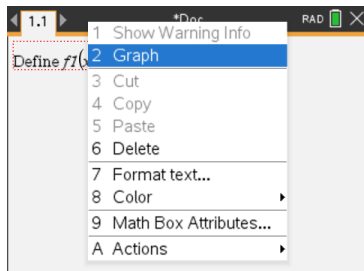 1.1 *Doc RAD
1 Show Warning Info
Define f1(x 2 Graph
3 Cut
4 Copy
5 Paste
6 Delete
7 Format text...
8 Color
9 Math Box Attributes...
A Actions